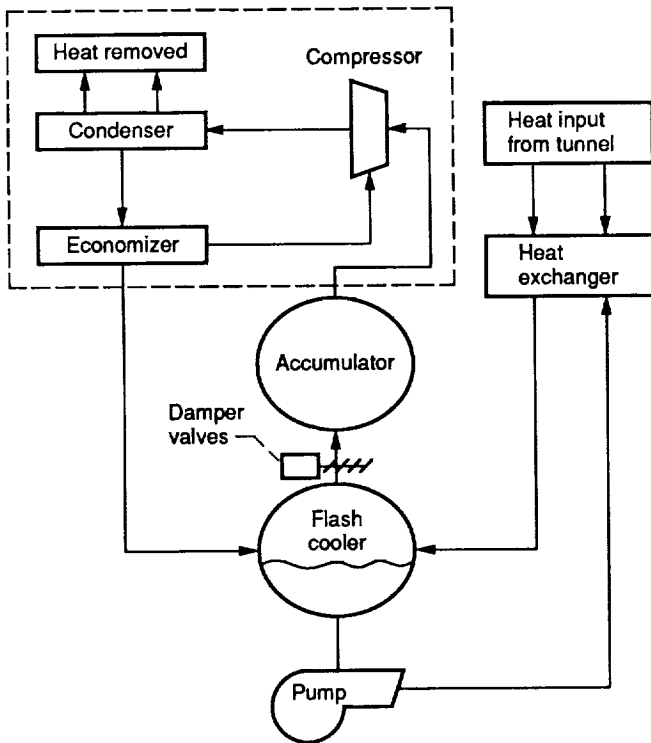 Heat removed
Compressor
Condenser
Heat input
from tunnel
Economizer
Heat
exchanger
Accumulator
Damper
valves
Flash
cooler
Pump